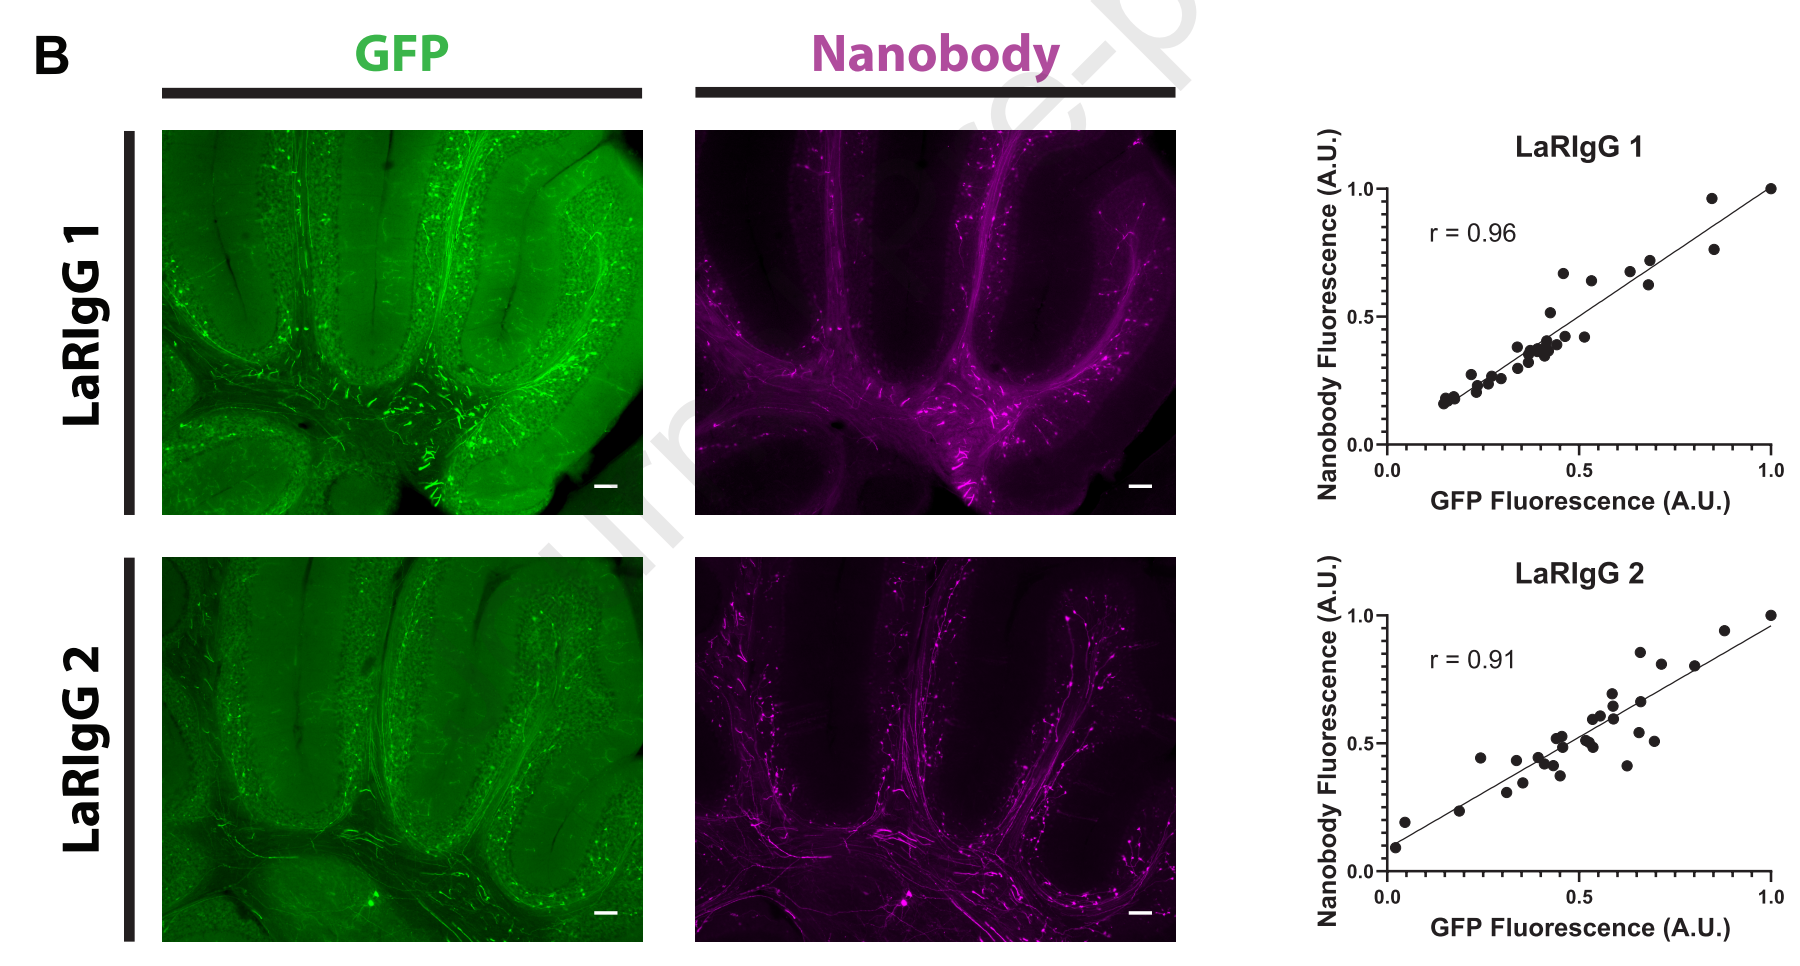 B
GFP
Nanobody
LaRIgG 1
LaRIgG 2
LaRIgG 1
Nanobody Fluorescence (A.U.)
1.0
0.5
0.0
r = 0.96
0.0 0.5 1.0
GFP Fluorescence (A.U.)
LaRIgG 2
Nanobody Fluorescence (A.U.)
1.0
0.5
0.0
r = 0.91
0.0 0.5 1.0
GFP Fluorescence (A.U.)